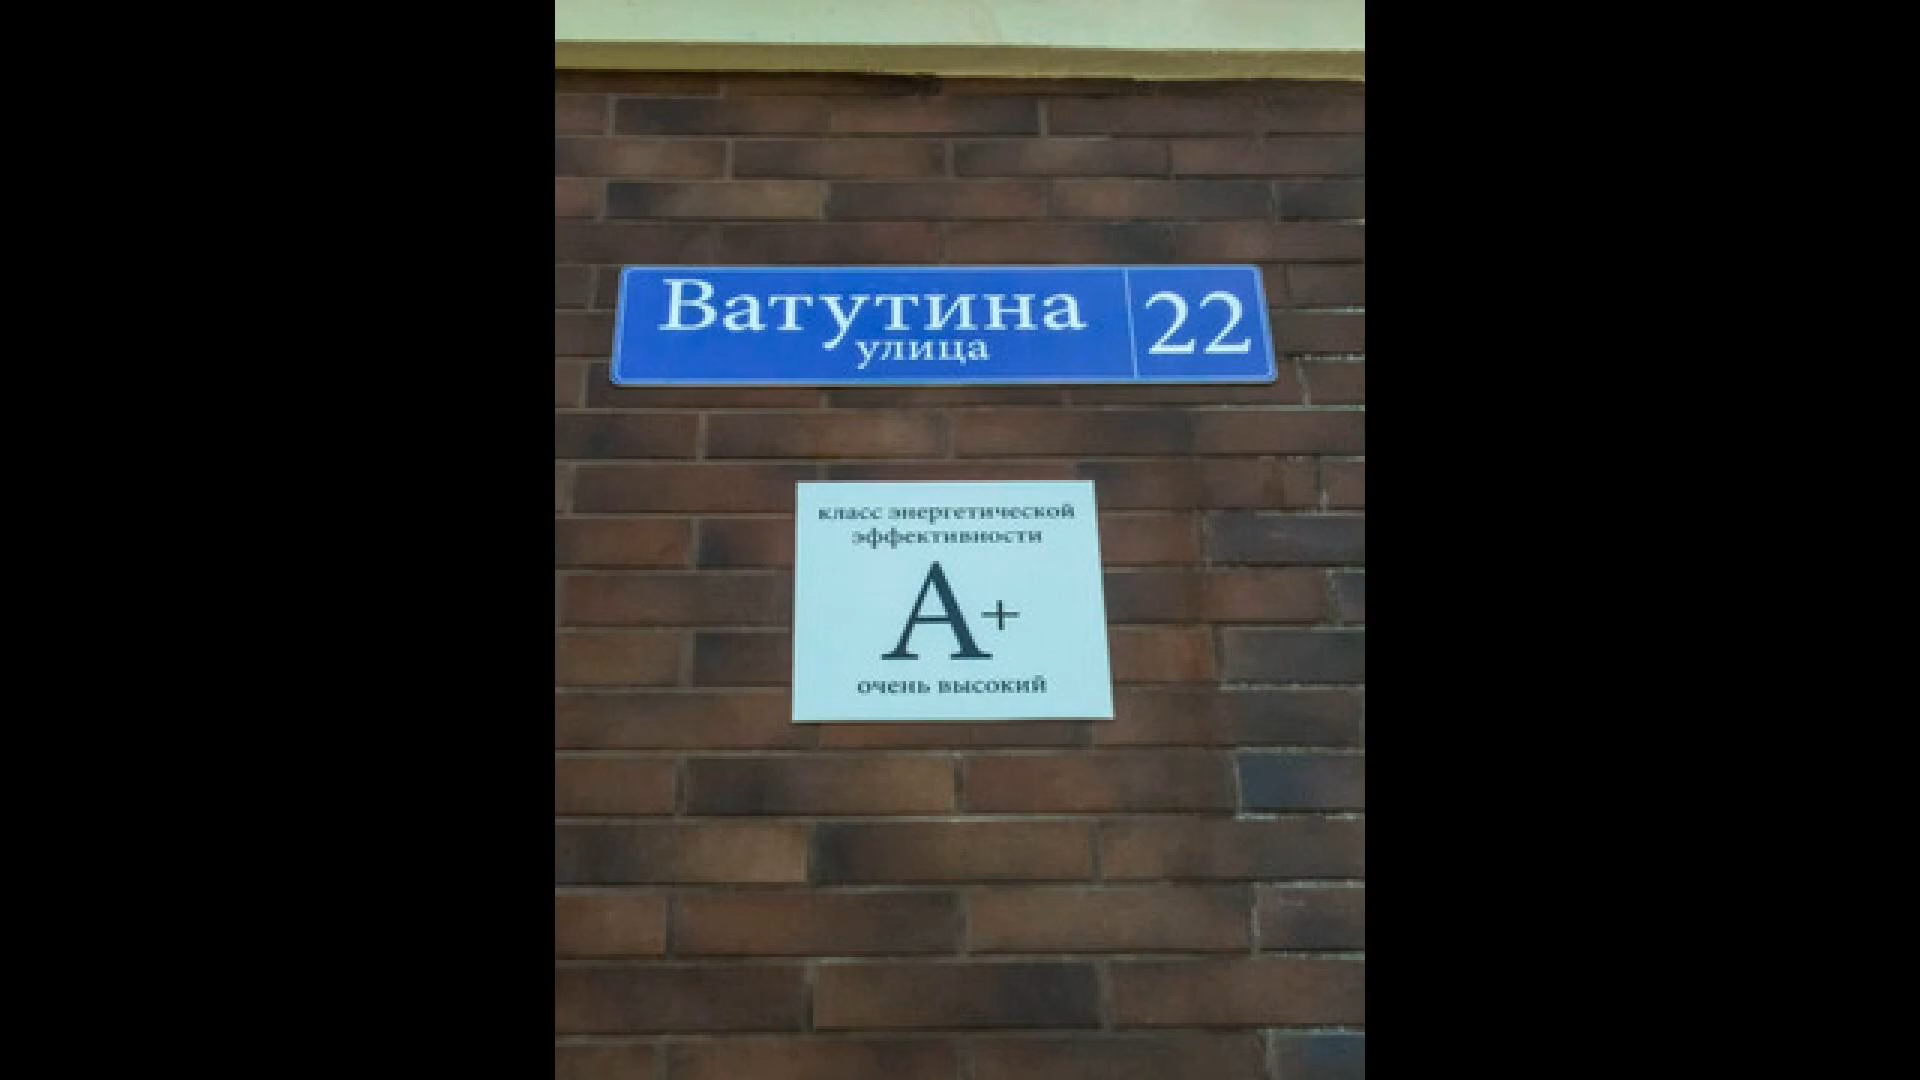 Ватутина
улица
22
класс энергетической
эффективности
А+
очень высокий